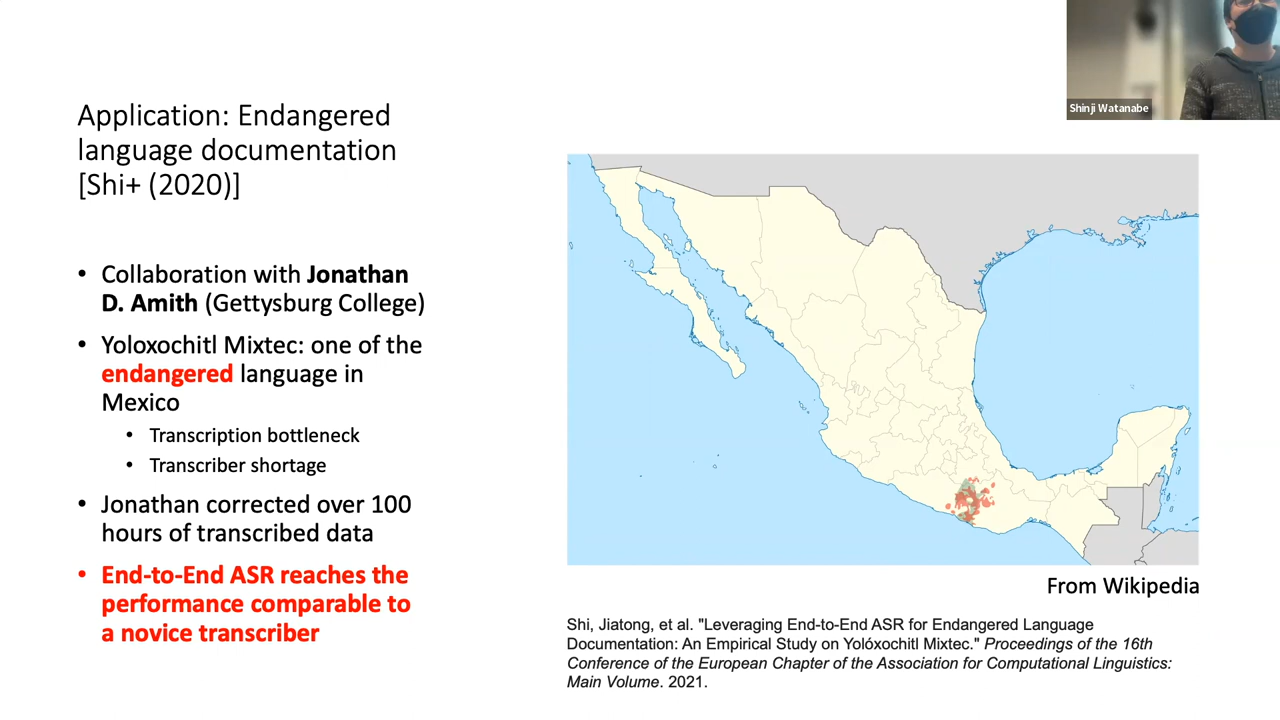 Shinji Watanabe
Application: Endangered
language documentation
[Shi+ (2020)]
• Collaboration with Jonathan
D. Amith (Gettysburg College)
• Yoloxochitl Mixtec: one of the
endangered language in
Mexico
• Transcription bottleneck
• Transcriber shortage
• Jonathan corrected over 100
hours of transcribed data
• End-to-End ASR reaches the
performance comparable to
a novice transcriber
From Wikipedia
Shi, Jiatong, et al. "Leveraging End-to-End ASR for Endangered Language
Documentation: An Empirical Study on Yolóxochitl Mixtec." Proceedings of the 16th
Conference of the European Chapter of the Association for Computational Linguistics:
Main Volume. 2021.